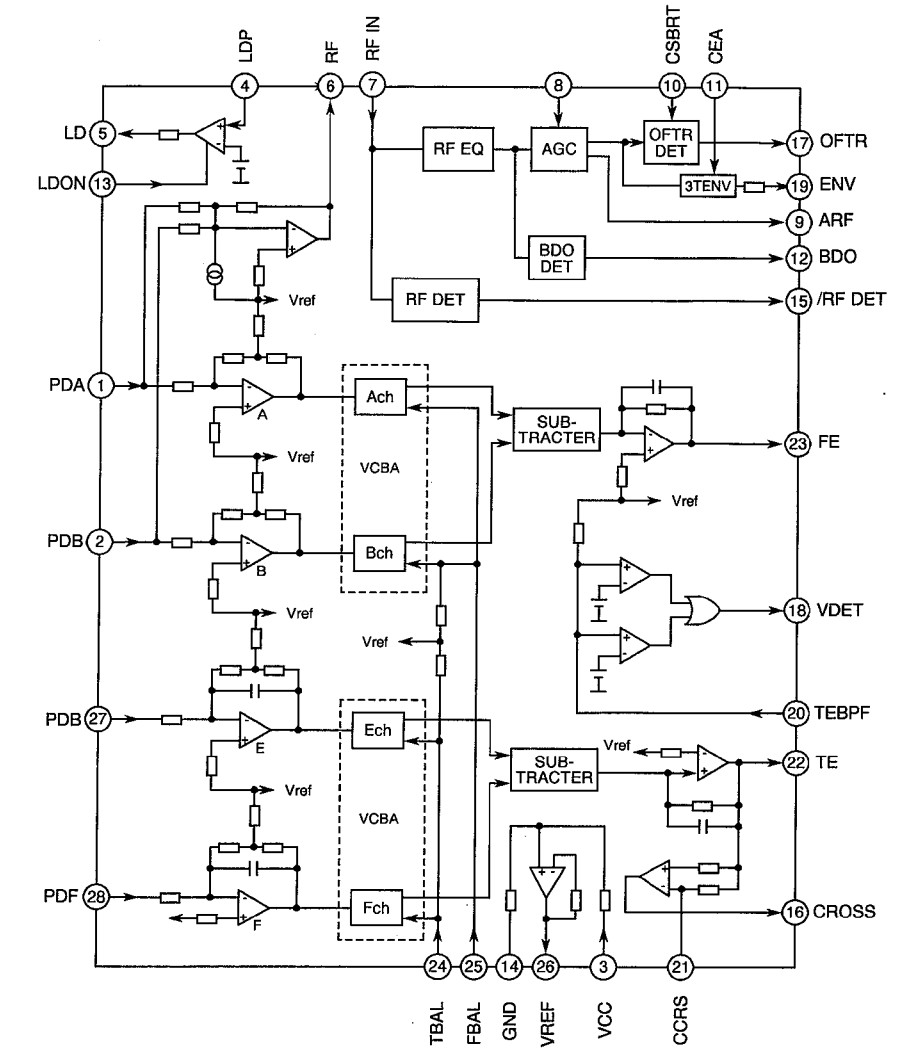 LDP
RF
RF IN
CSBRT
CEA
4
6
7
8
10
11
LD
5
LDON
13
+
-
RF EQ
AGC
OFTR
DET
17
OFTR
3TENV
19
ENV
9
ARF
BDO
DET
12
BDO
RF DET
15
/RF DET
-
+
Vref
PDA
1
-
+
A
Ach
VCBA
Bch
SUB-
TRACTER
-
+
23
FE
Vref
Vref
PDB
2
-
+
B
Vref
Vref
+
-
+
-
18
VDET
20
TEBPF
PDB
27
-
+
E
Ech
VCBA
Fch
SUB-
TRACTER
Vref
-
+
22
TE
Vref
PDF
28
-
+
F
+
-
+
-
16
CROSS
24
25
14
26
3
21
TBAL
FBAL
GND
VREF
VCC
CCRS